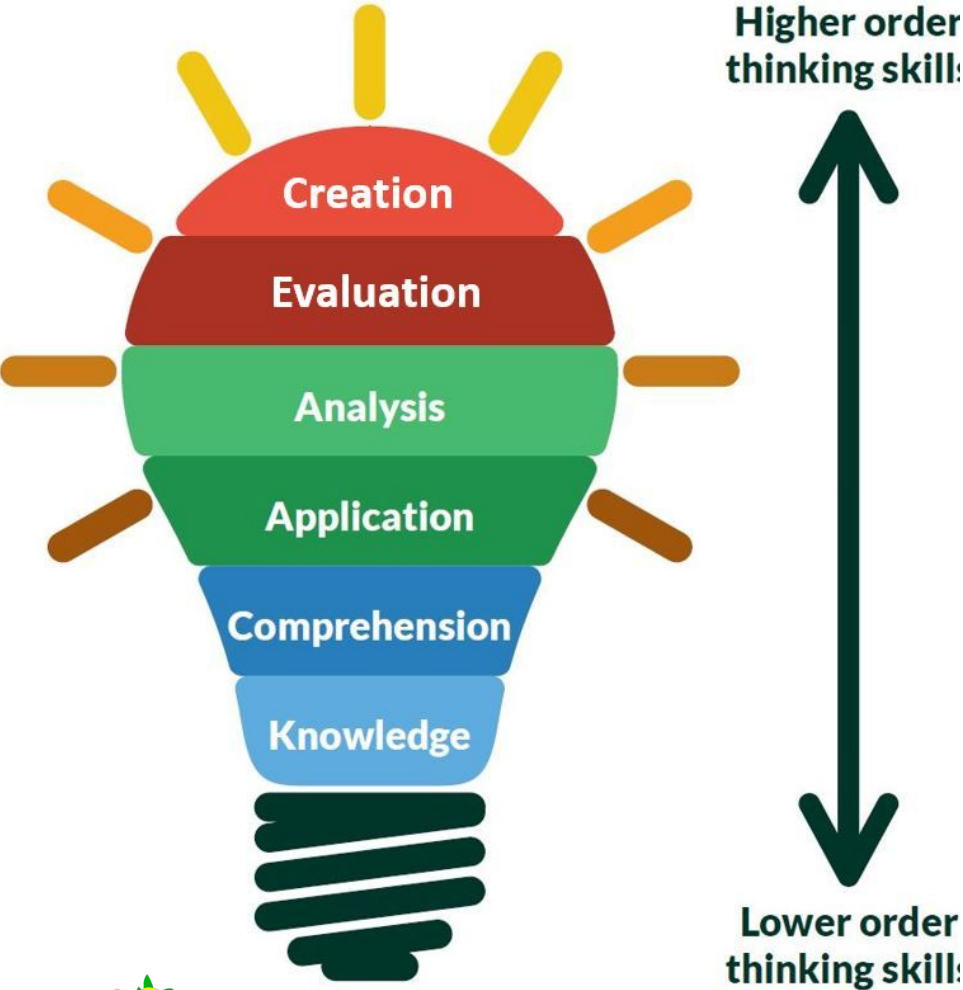 Higher order
thinking skills
Creation
Evaluation
Analysis
Application
Comprehension
Knowledge
Lower order
thinking skills